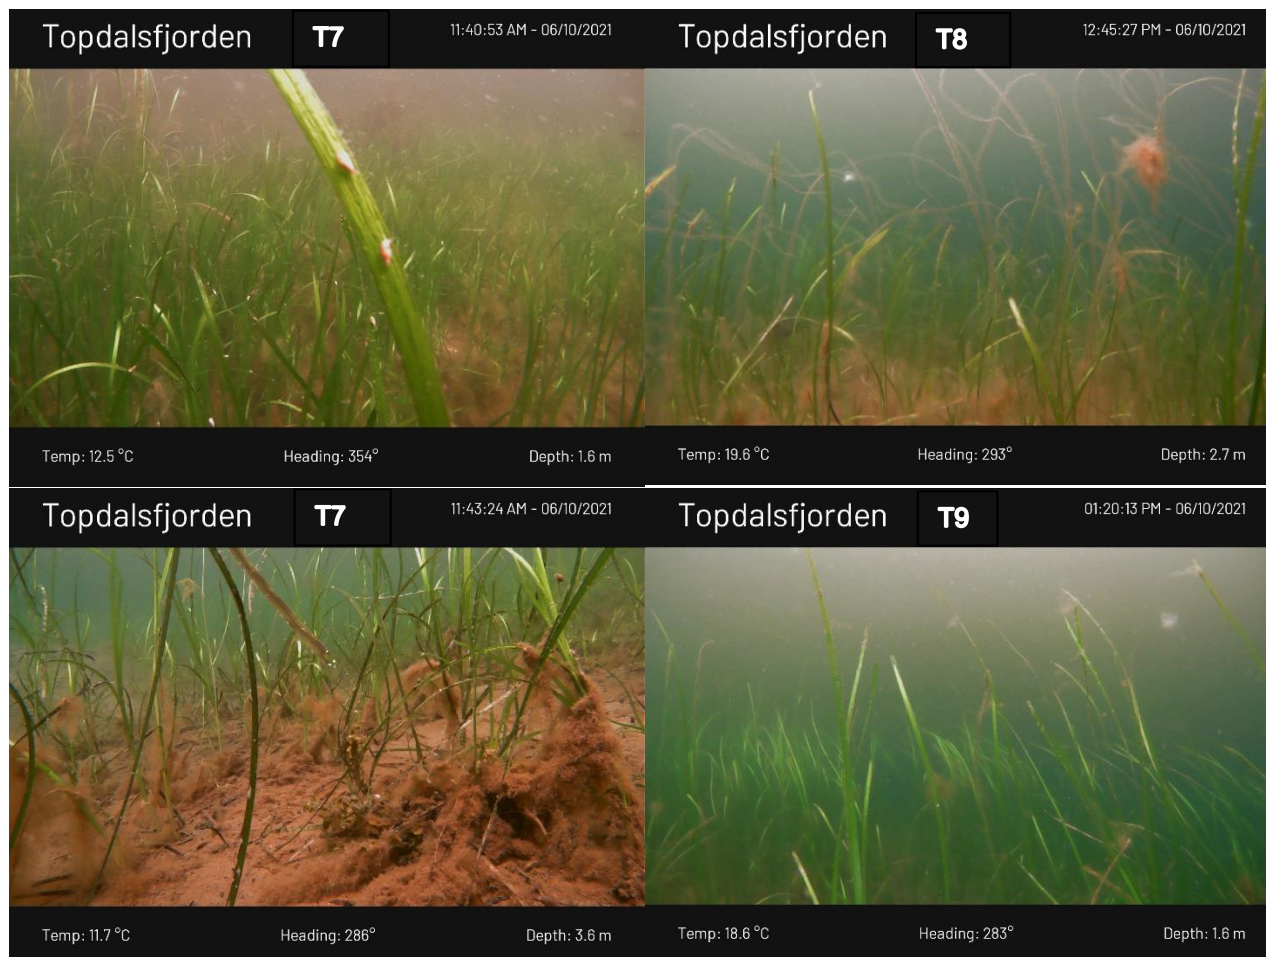 Topdalsfjorden T7 11:40:53 AM - 06/10/2021
Temp: 12.5 °C Heading: 354° Depth: 1.6 m
Topdalsfjorden T8 12:45:27 PM - 06/10/2021
Temp: 19.6 °C Heading: 293° Depth: 2.7 m
Topdalsfjorden T7 11:43:24 AM - 06/10/2021
Temp: 11.7 °C Heading: 286° Depth: 3.6 m
Topdalsfjorden T9 01:20:13 PM - 06/10/2021
Temp: 18.6 °C Heading: 283° Depth: 1.6 m